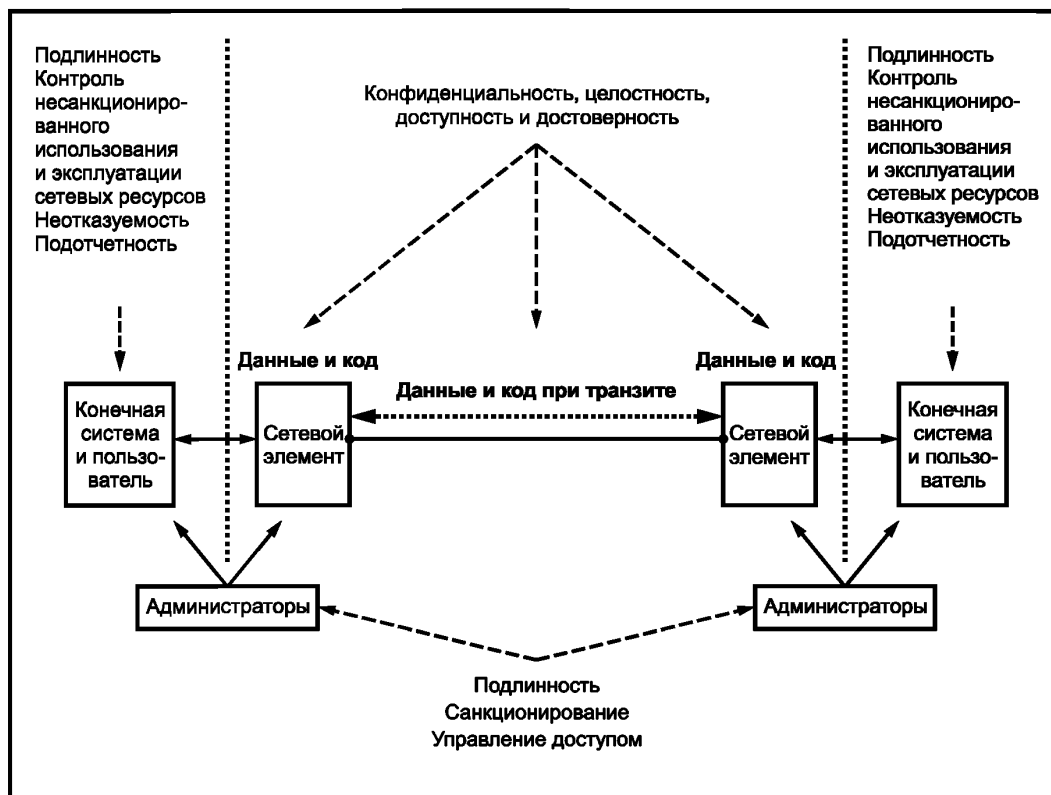 Подлинность
Контроль
несанкциониро-
ванного
использования
и эксплуатации
сетевых ресурсов
Неотказуемость
Подотчетность
Конфиденциальность, целостность,
доступность и достоверность
Подлинность
Контроль
несанкциониро-
ванного
использования
и эксплуатации
сетевых ресурсов
Неотказуемость
Подотчетность
Данные и код
Данные и код при транзите
Данные и код
Конечная
система
и пользо-
ватель
Сетевой
элемент
Сетевой
элемент
Конечная
система
и пользо-
ватель
Администраторы
Администраторы
Подлинность
Санкционирование
Управление доступом